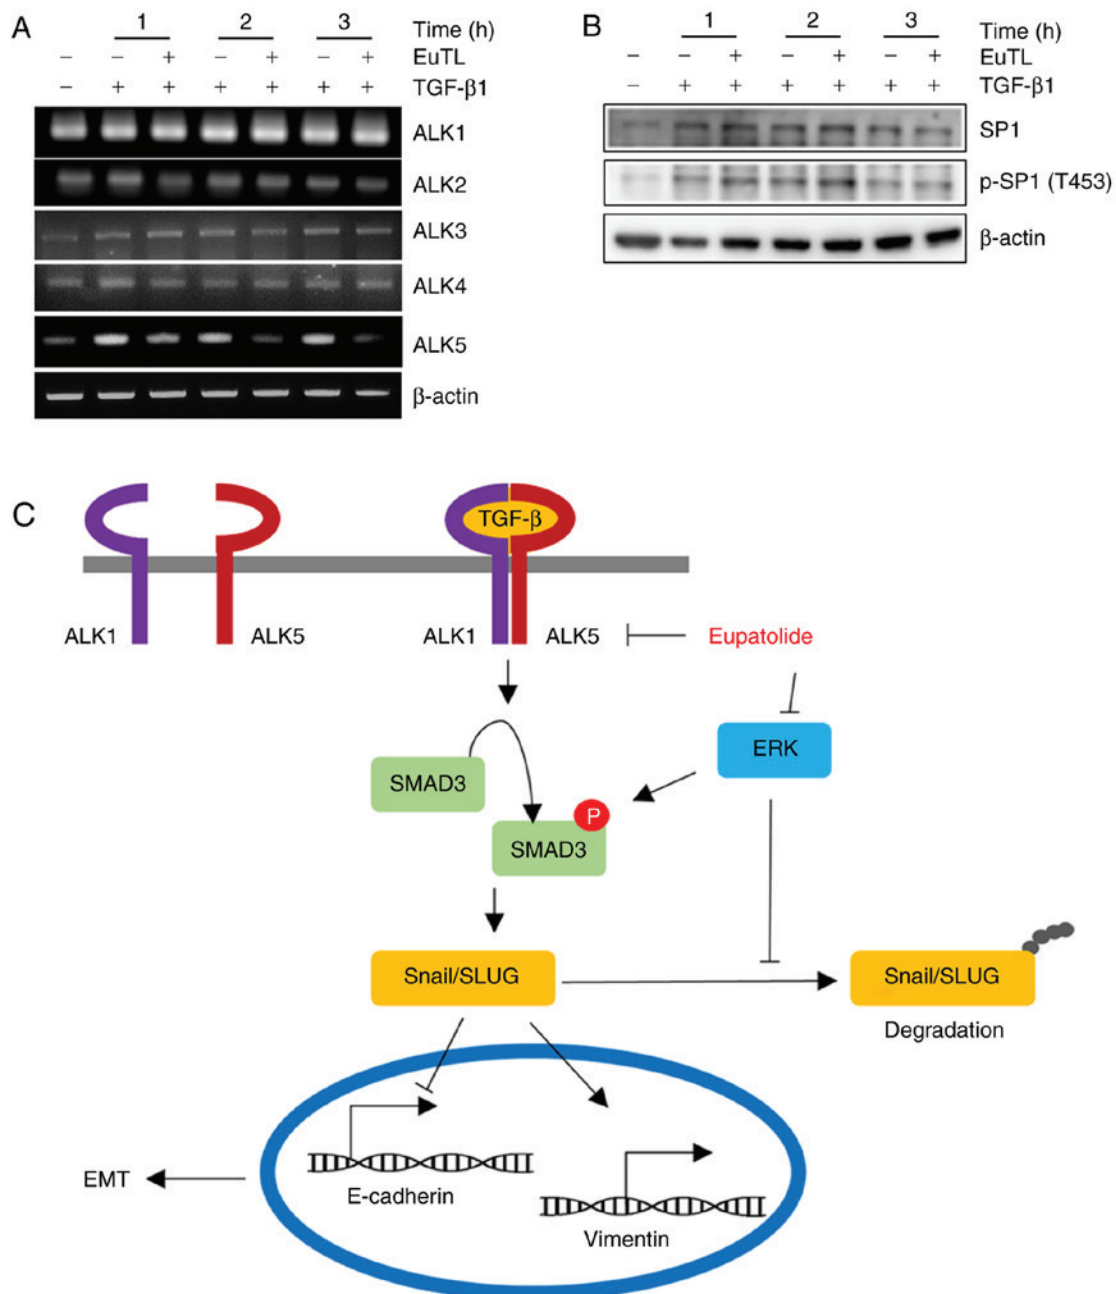 A
1 2 3 Time (h)
− − + − + − + EuTL
− + + + + + + TGF-β1
ALK1
ALK2
ALK3
ALK4
ALK5
β-actin
B
1 2 3 Time (h)
− − + − + − + EuTL
− + + + + + + TGF-β1
SP1
p-SP1 (T453)
β-actin
C
TGF-β
ALK1 ALK5 ALK1 ALK5 Eupatolide
ERK
SMAD3
P
SMAD3
Snail/SLUG Snail/SLUG
Degradation
EMT
E-cadherin
Vimentin